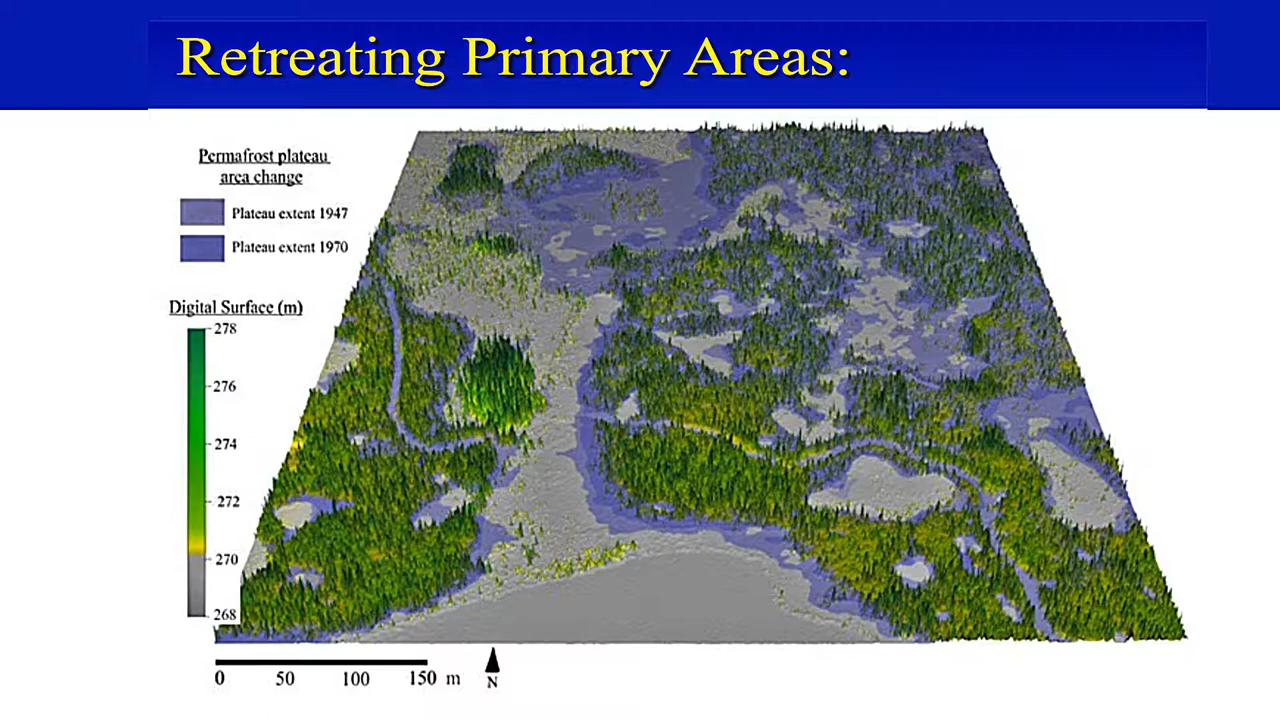 Retreating Primary Areas:
Permafrost plateau
area change
Plateau extent 1947
Plateau extent 1970
Digital Surface (m)
278
276
274
272
270
268
0 50 100 150 m
N